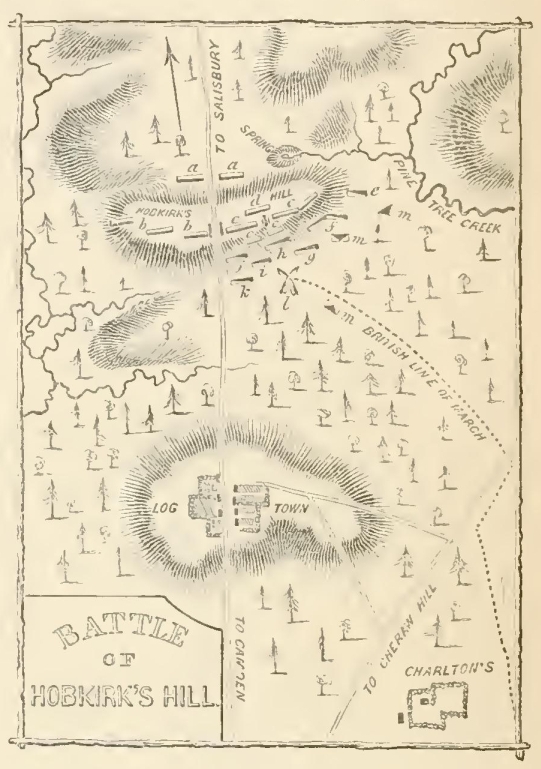 TO SALISBURY
SPRING
PINE TREE CREEK
a a
HOBKIRK'S HILL
b b
c c
d
e
f
m
m
h
g
i
k
l
m
BRITISH LINE OF MARCH
LOG TOWN
TO CAMDEN
TO CHERAW HILL
CHARLTON'S
BATTLE
OF
HOBKIRK'S HILL.